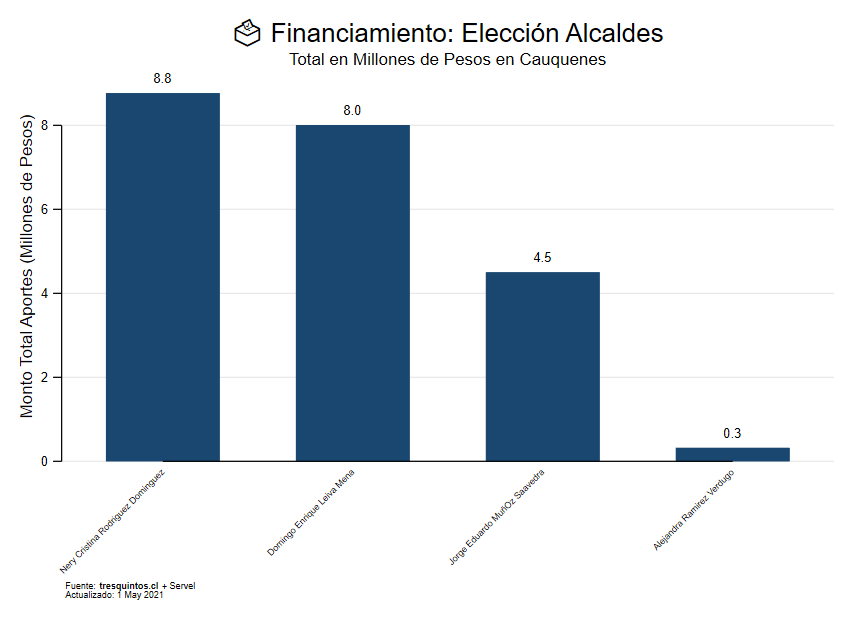 Financiamiento: Elección Alcaldes
Total en Millones de Pesos en Cauquenes
Monto Total Aportes (Millones de Pesos)
8
6
4
2
0
8.8
8.0
4.5
0.3
Nery Cristina Rodriguez Dominguez
Domingo Enrique Leiva Mena
Jorge Eduardo MuñOz Saavedra
Alejandra Ramirez Verdugo
Fuente: tresquintos.cl + Servel
Actualizado: 1 May 2021